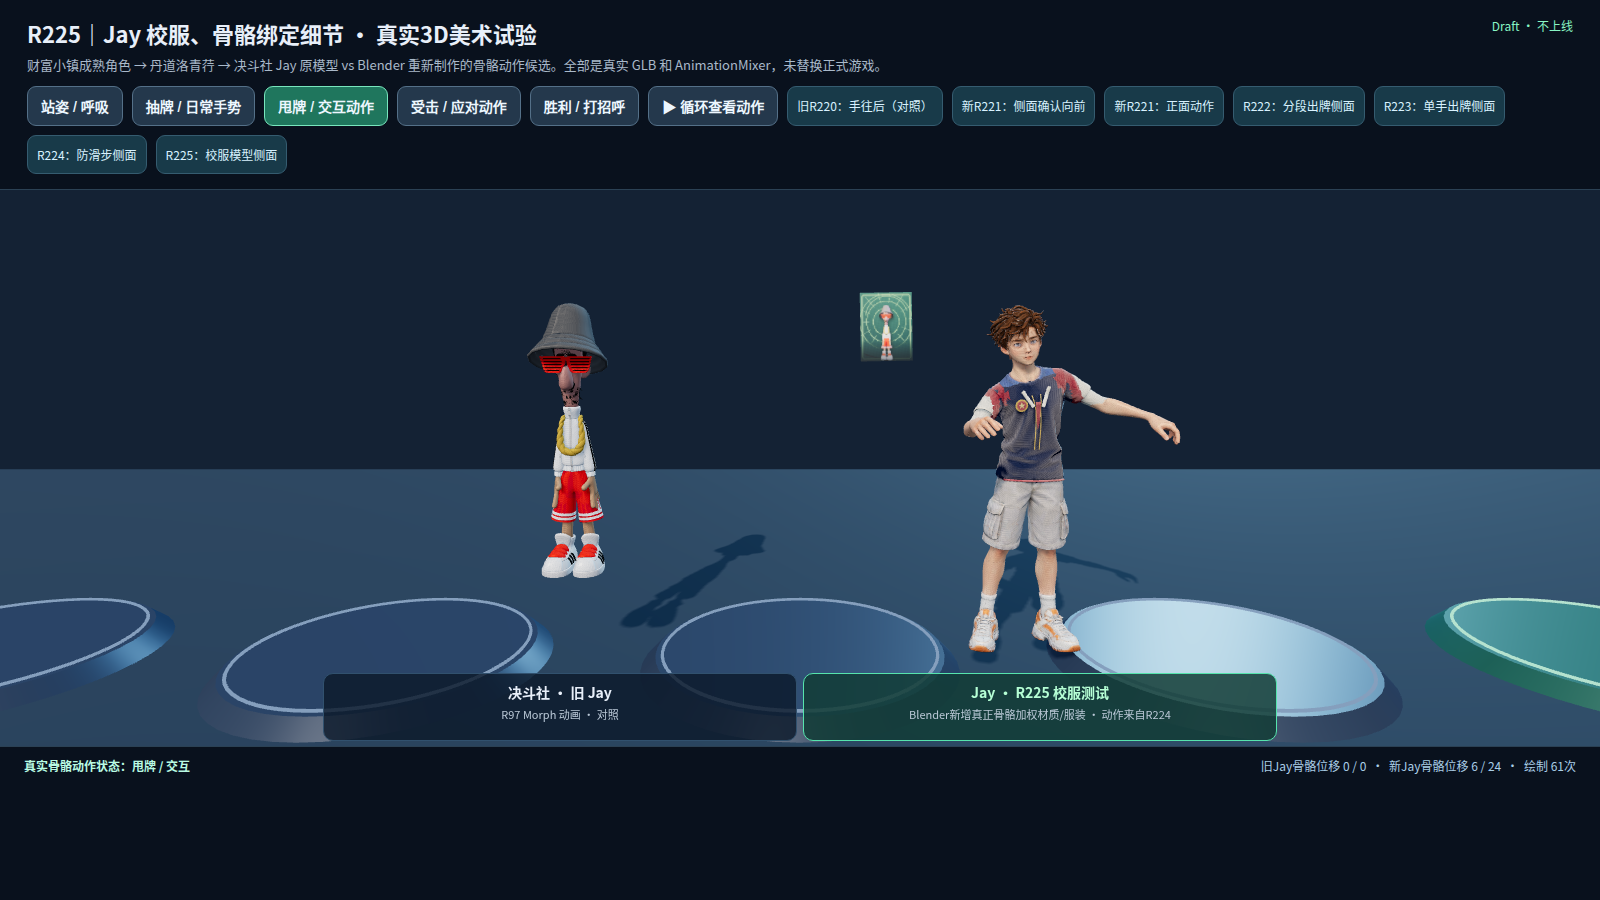 R225｜Jay 校服、骨骼绑定细节 · 真实3D美术试验
Draft · 不上线
财富小镇成熟角色 → 丹道洛青荇 → 决斗社 Jay 原模型 vs Blender 重新制作的骨骼动作候选。全部是真实 GLB 和 AnimationMixer，未替换正式游戏。
站姿 / 呼吸
抽牌 / 日常手势
甩牌 / 交互动作
受击 / 应对动作
胜利 / 打招呼
▶ 循环查看动作
旧R220：手往后（对照）
新R221：侧面确认向前
新R221：正面动作
R222：分段出牌侧面
R223：单手出牌侧面
R224：防滑步侧面
R225：校服模型侧面
决斗社 · 旧 Jay
R97 Morph 动画 · 对照
Jay · R225 校服测试
Blender新增真正骨骼加权材质/服装 · 动作来自R224
真实骨骼动作状态：甩牌 / 交互
旧Jay骨骼位移 0 / 0 · 新Jay骨骼位移 6 / 24 · 绘制 61次